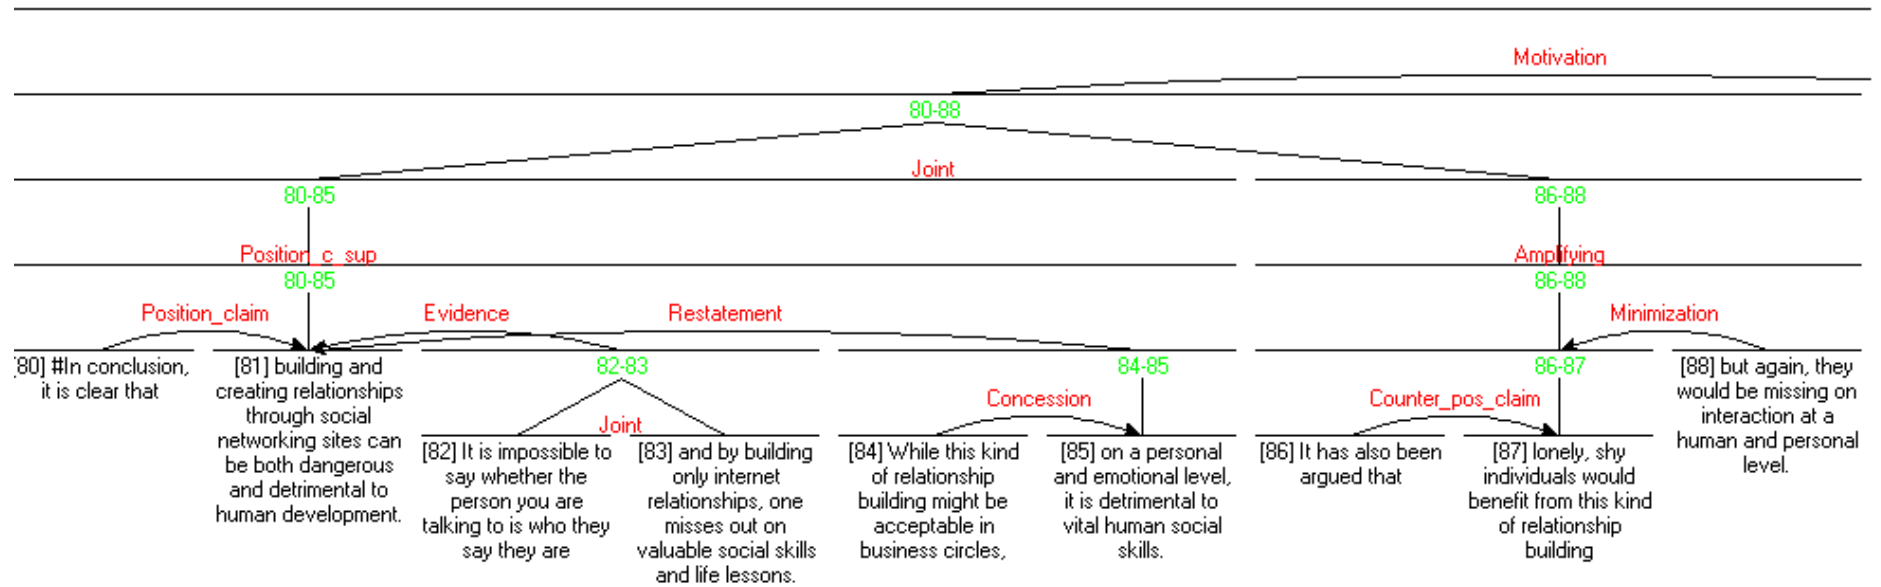 Motivation
80-88
Joint
80-85
86-88
Position_c_sup
Amplifying
80-85
86-88
Position_claim
Evidence
Restatement
Minimization
[80] #In conclusion,
it is clear that
[81] building and
creating relationships
through social
networking sites can
be both dangerous
and detrimental to
human development.
82-83
84-85
86-87
[88] but again, they
would be missing on
interaction at a
human and personal
level.
Joint
Concession
Counter_pos_claim
[82] It is impossible to
say whether the
person you are
talking to is who they
say they are
[83] and by building
only internet
relationships, one
misses out on
valuable social skills
and life lessons.
[84] While this kind
of relationship
building might be
acceptable in
business circles,
[85] on a personal
and emotional level,
it is detrimental to
vital human social
skills.
[86] It has also been
argued that
[87] lonely, shy
individuals would
benefit from this kind
of relationship
building